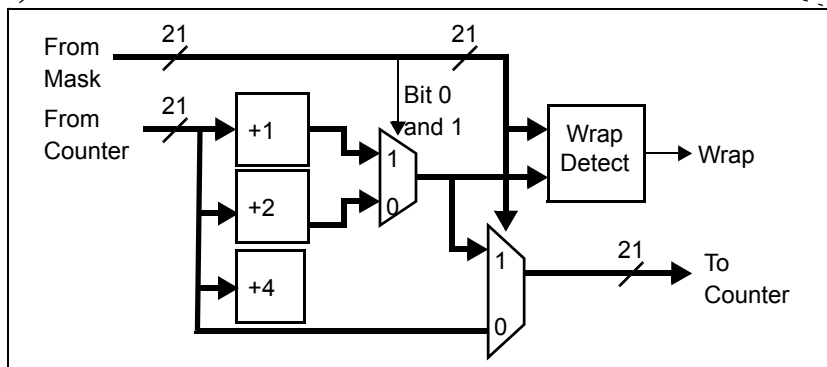 21
21
From
Mask
21
From
Counter
Bit 0
and 1
+1
1
0
+2
+4
Wrap
Detect
Wrap
1
0
21
To
Counter